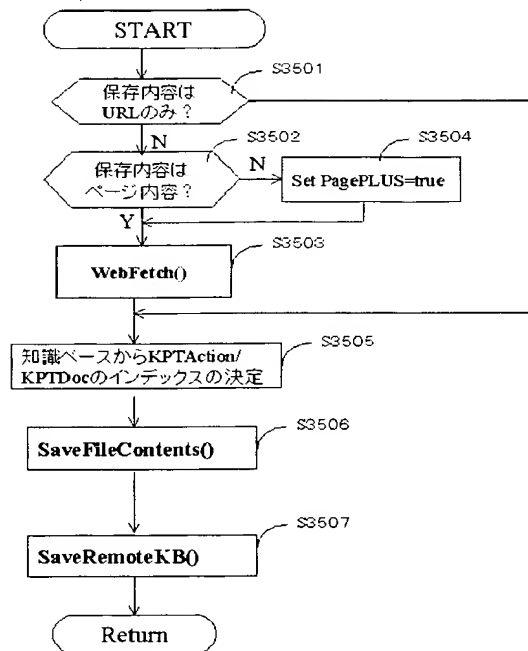 START
S3501
保存内容は
URLのみ？
N
S3502
S3504
保存内容は
ページ内容？
N
Set PagePLUS=true
Y
S3503
WebFetch()
S3505
知識ベースからKPTAction/
KPTDocのインデックスの決定
S3506
SaveFileContents()
S3507
SaveRemoteKB()
Return